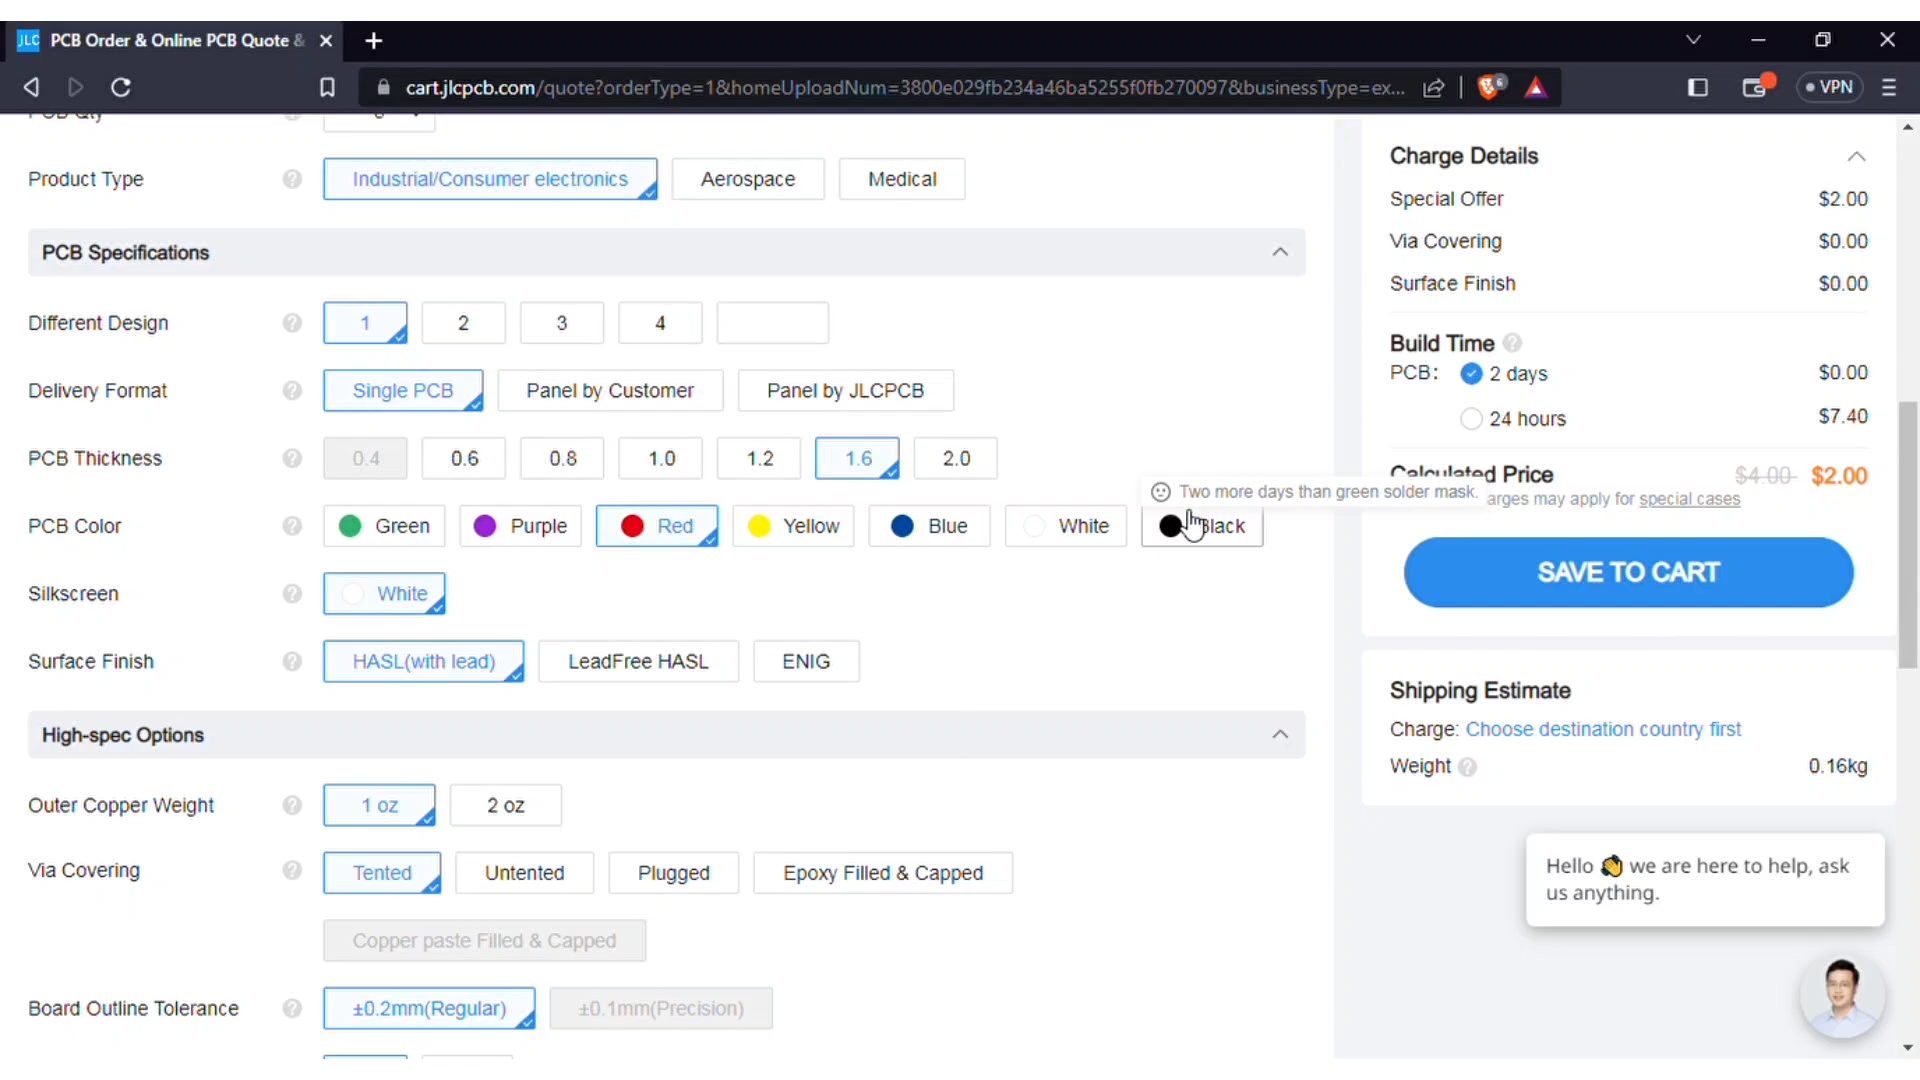 JLC PCB Order & Online PCB Quote &
cart.jlcpcb.com/quote?orderType=1&homeUploadNum=3800e029fb234a46ba5255f0fb270097&businessType=ex...
6
VPN
PCB Qty
Product Type Industrial/Consumer electronics Aerospace Medical
PCB Specifications
Different Design 1 2 3 4
Delivery Format Single PCB Panel by Customer Panel by JLCPCB
PCB Thickness 0.4 0.6 0.8 1.0 1.2 1.6 2.0
Two more days than green solder mask.
PCB Color Green Purple Red Yellow Blue White Black
Silkscreen White
Surface Finish HASL(with lead) LeadFree HASL ENIG
High-spec Options
Outer Copper Weight 1 oz 2 oz
Via Covering Tented Untented Plugged Epoxy Filled & Capped
Copper paste Filled & Capped
Board Outline Tolerance ±0.2mm(Regular) ±0.1mm(Precision)
Charge Details
Special Offer $2.00
Via Covering $0.00
Surface Finish $0.00
Build Time
PCB: 2 days $0.00
24 hours $7.40
Calculated Price $4.00 $2.00
arges may apply for special cases
SAVE TO CART
Shipping Estimate
Charge: Choose destination country first
Weight 0.16kg
Hello 👏 we are here to help, ask
us anything.